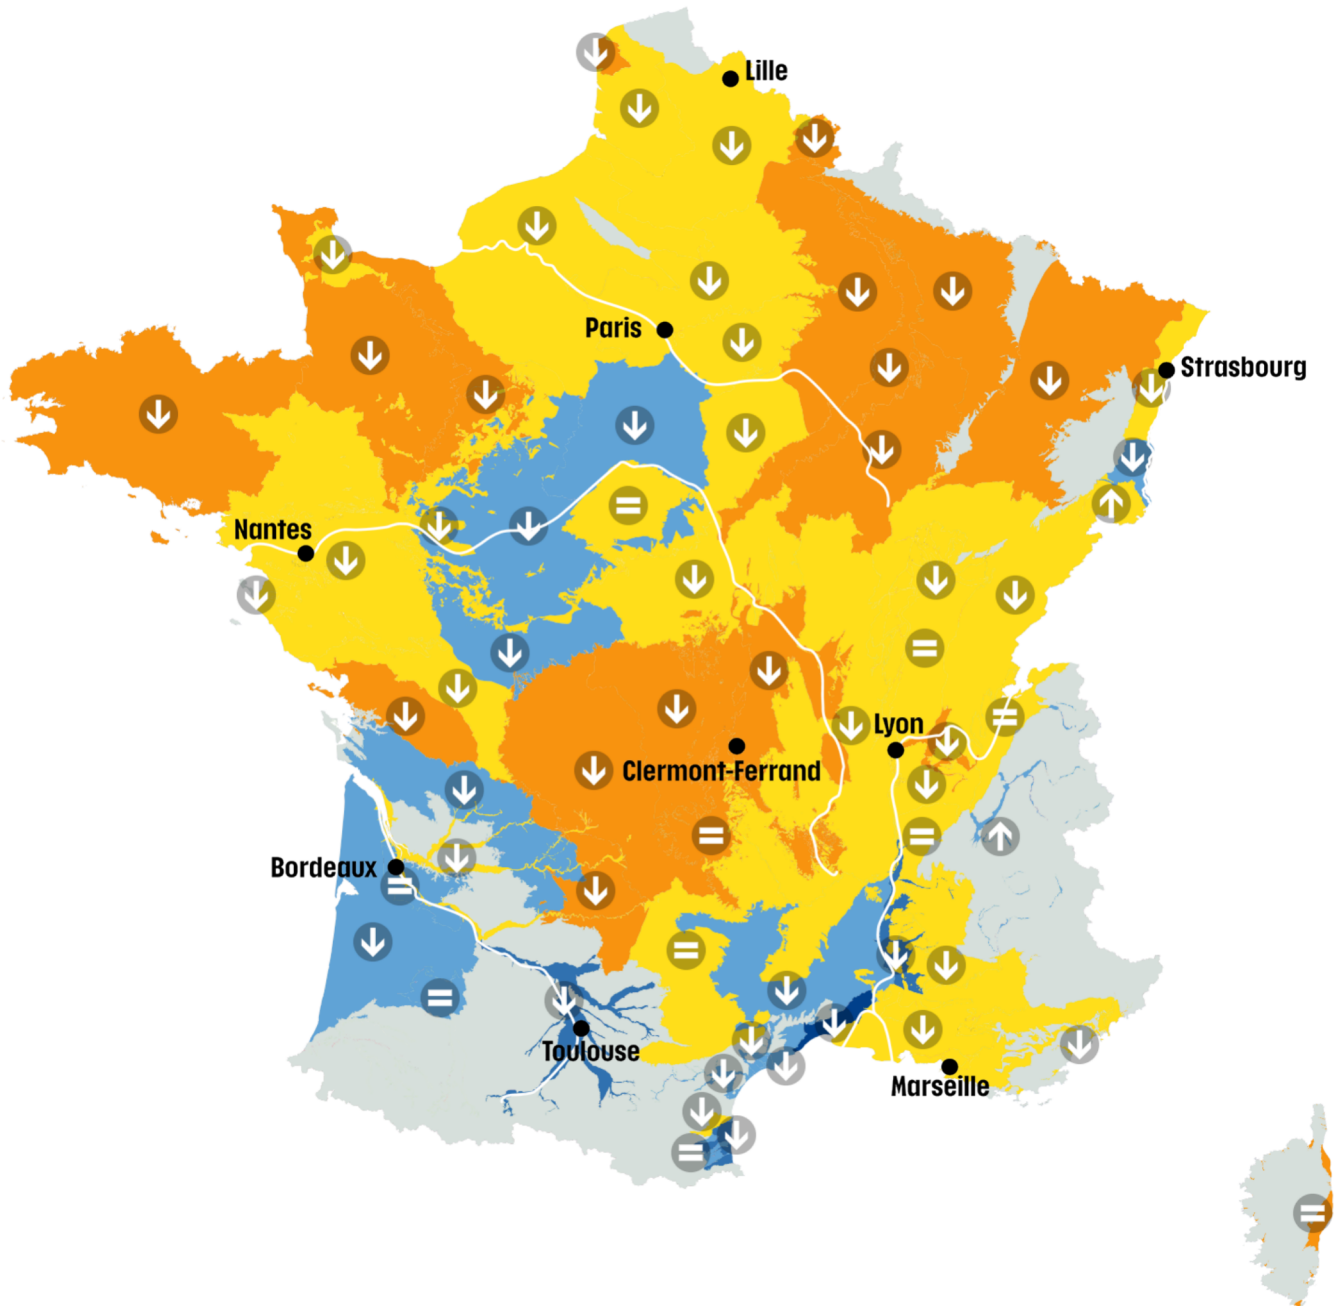 Lille
Paris
Strasbourg
Nantes
Lyon
Clermont-Ferrand
Bordeaux
Toulouse
Marseille